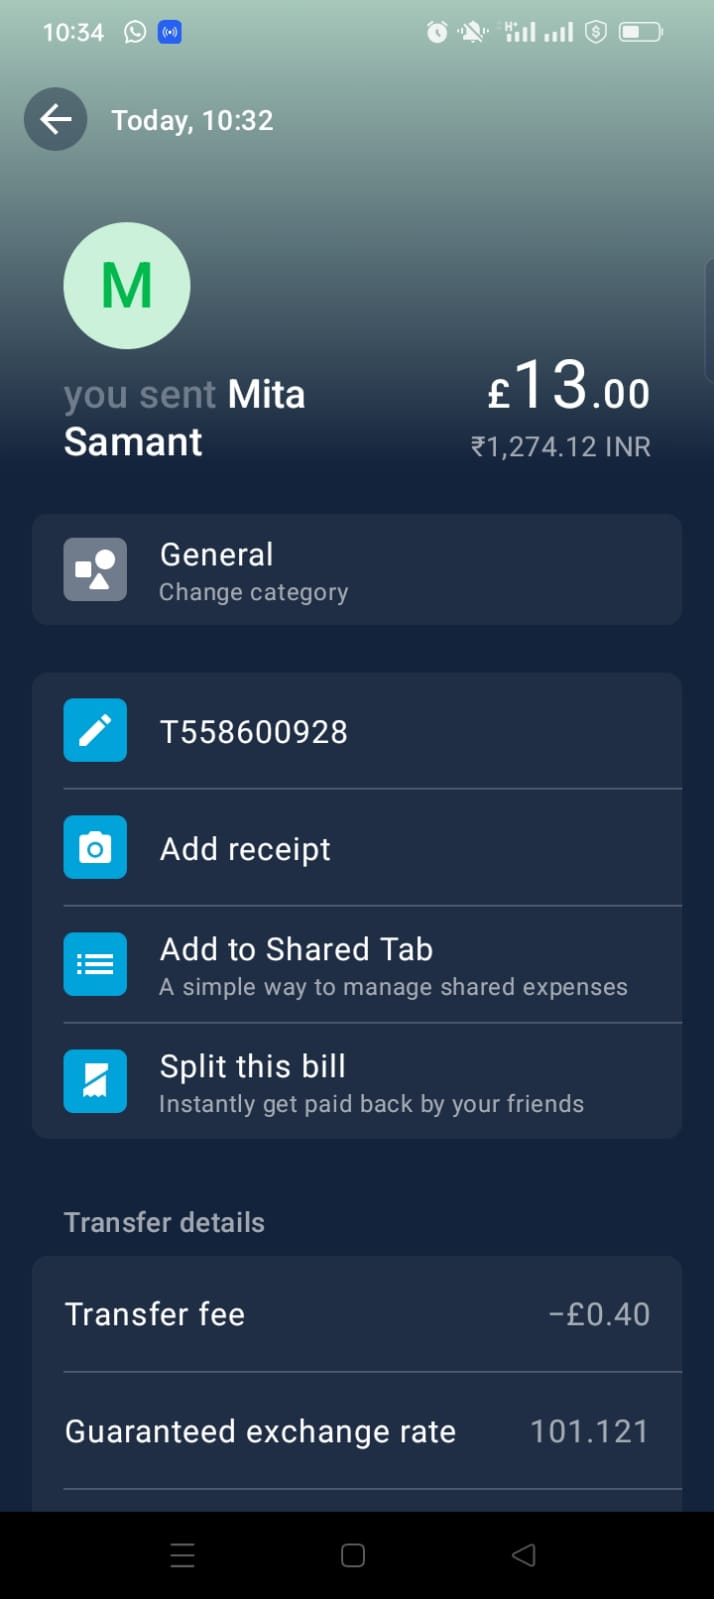 10:34
Today, 10:32
M
you sent Mita
Samant
£13.00
₹1,274.12 INR
General
Change category
T558600928
Add receipt
Add to Shared Tab
A simple way to manage shared expenses
Split this bill
Instantly get paid back by your friends
Transfer details
Transfer fee
−£0.40
Guaranteed exchange rate
101.121